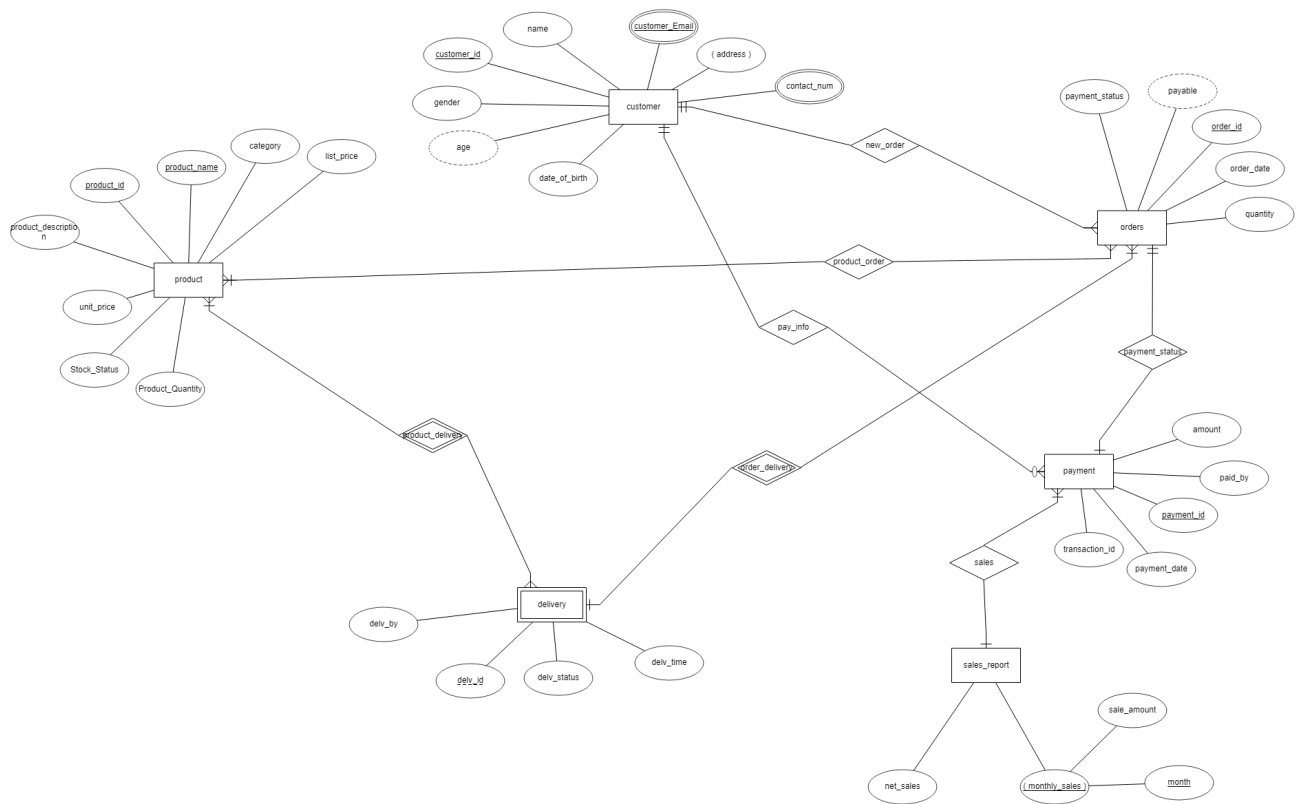 name
customer_Email
customer_id
( address )
contact_num
gender
customer
age
date_of_birth
new_order
payment_status
payable
order_id
order_date
quantity
orders
category
list_price
product_name
product_id
product_descriptio
n
product
unit_price
Stock_Status
Product_Quantity
product_order
pay_info
payment_status
product_delivery
order_delivery
amount
payment
paid_by
payment_id
transaction_id
payment_date
sales
delivery
delv_by
delv_id
delv_status
delv_time
sales_report
sale_amount
net_sales
( monthly_sales )
month